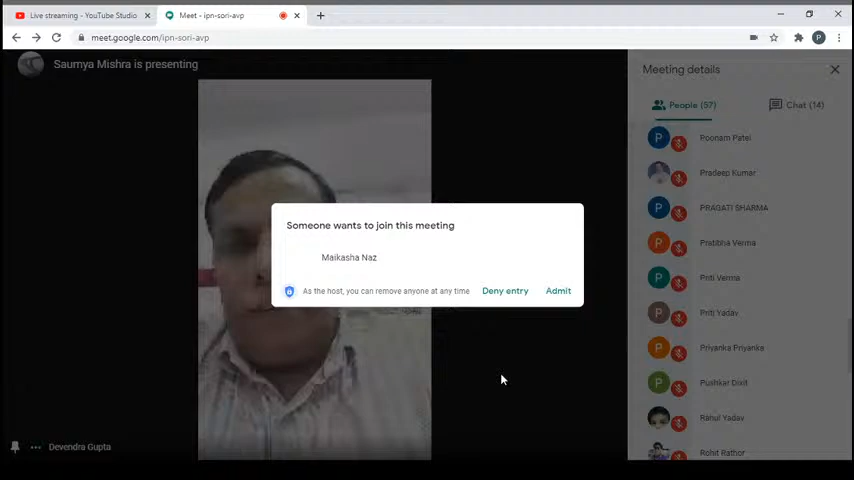 Live streaming - YouTube Studio
Meet - ipn-sori-avp
meet.google.com/ipn-sori-avp
P
Saumya Mishra is presenting
Meeting details
People (57)
Chat (14)
P Poonam Patel
Pradeep Kumar
P PRAGATI SHARMA
P Pratibha Verma
P Priti Verma
P Priti Yadav
P Priyanka Priyanka
P Pushkar Dixit
Rahul Yadav
Rohit Rathor
Someone wants to join this meeting
Maikasha Naz
As the host, you can remove anyone at any time
Deny entry
Admit
Devendra Gupta